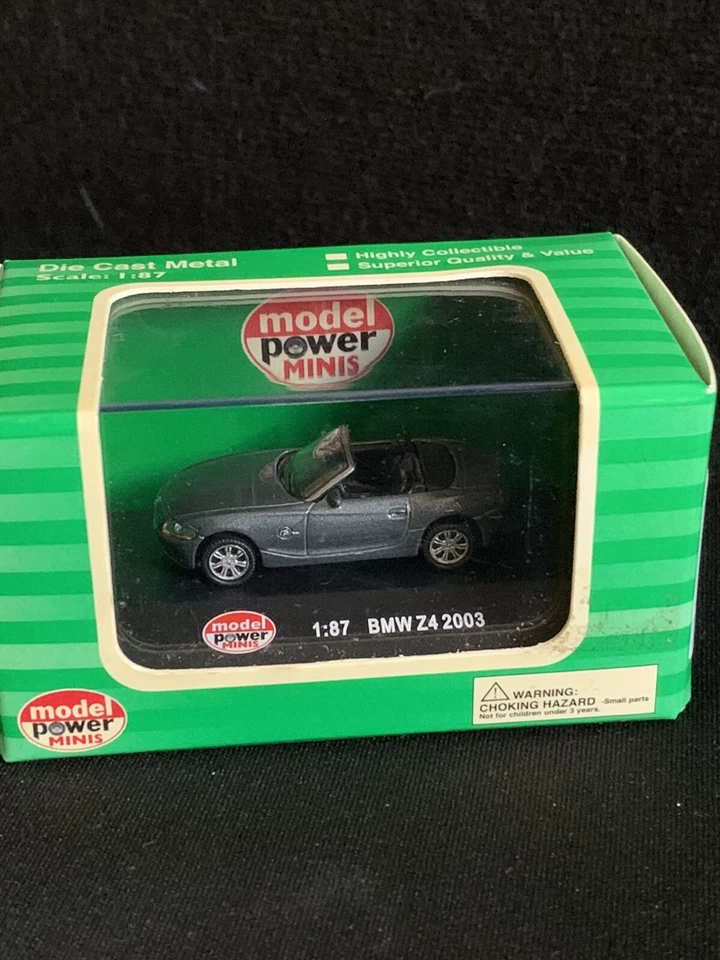 Die Cast Metal
Scale: 1:87
Highly Collectible
Superior Quality & Value
model
power
MINIS
model
power
MINIS
1:87 BMW Z4 2003
model
power
MINIS
WARNING:
CHOKING HAZARD -Small parts
Not for children under 3 years.